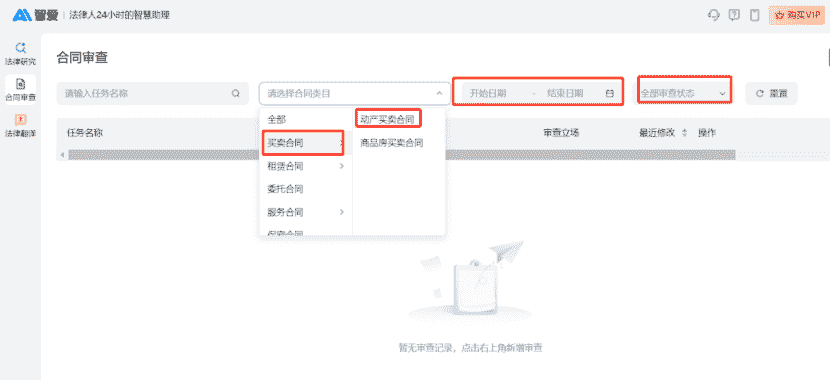 智爱 法律人24小时的智慧助理 购买VIP
法律研究
合同审查
法律翻译
合同审查
请输入任务名称 请选择合同类目 开始日期 - 结束日期 全部审查状态 重置
任务名称 审查立场 最近修改 操作
全部 动产买卖合同
买卖合同 商品房买卖合同
租赁合同
委托合同
服务合同
暂无审查记录，点击右上角新增审查